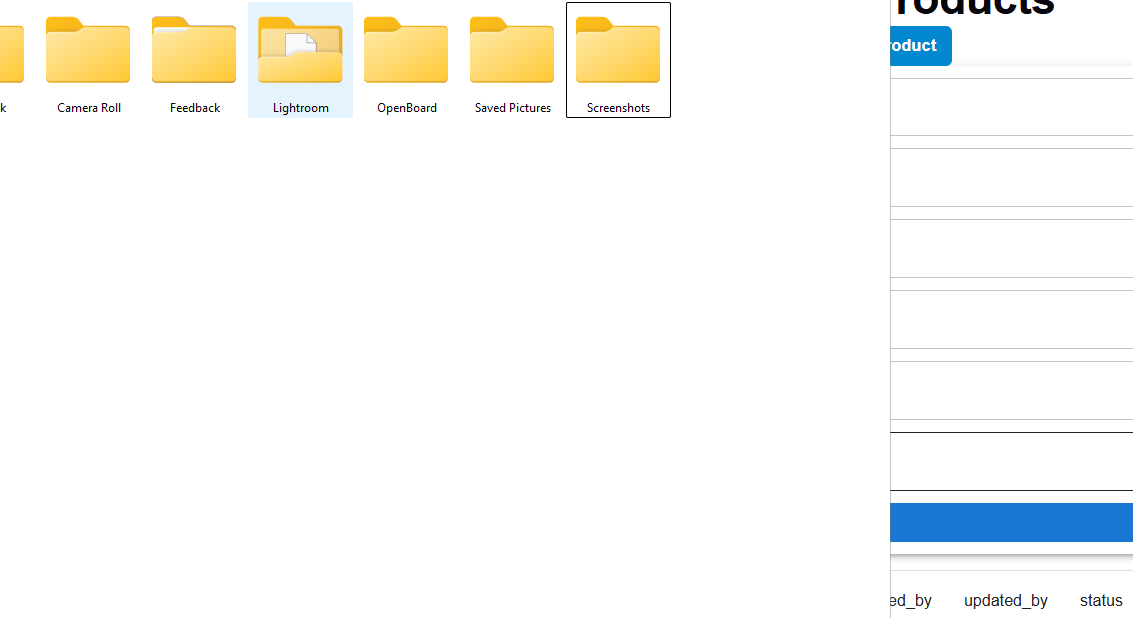 roducts
roduct
k
Camera Roll
Feedback
Lightroom
OpenBoard
Saved Pictures
Screenshots
ed_by
updated_by
status